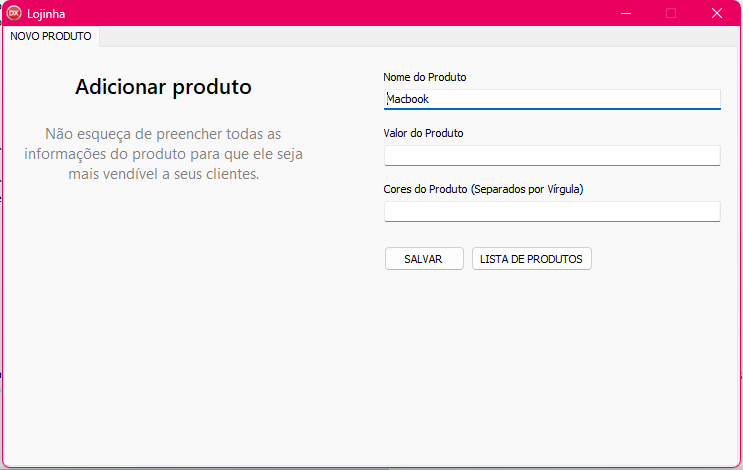 Lojinha
NOVO PRODUTO
Adicionar produto
Não esqueça de preencher todas as
informações do produto para que ele seja
mais vendível a seus clientes.
Nome do Produto
Macbook
Valor do Produto
Cores do Produto (Separados por Vírgula)
SALVAR
LISTA DE PRODUTOS